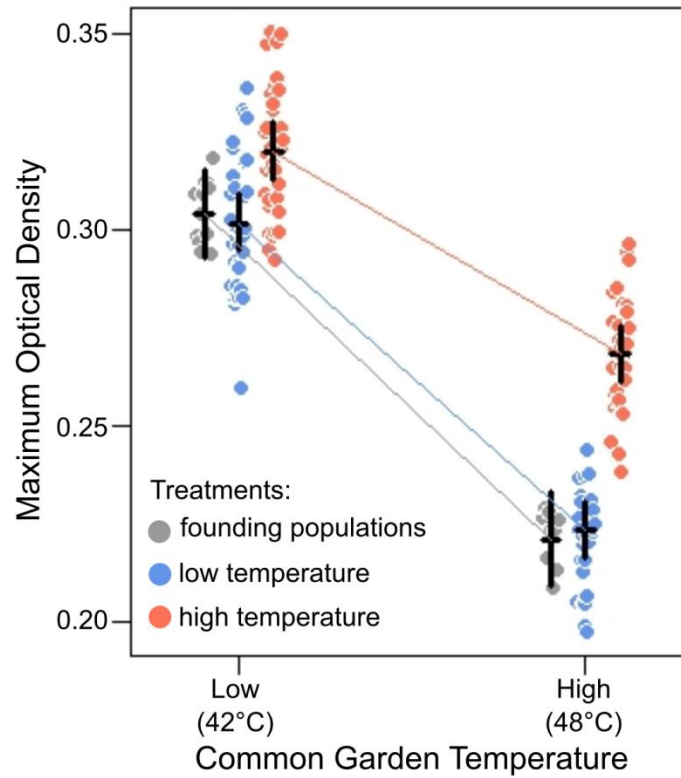 0.35
0.30
0.25
0.20
Maximum Optical Density
Treatments:
founding populations
low temperature
high temperature
Low
(42°C)
High
(48°C)
Common Garden Temperature